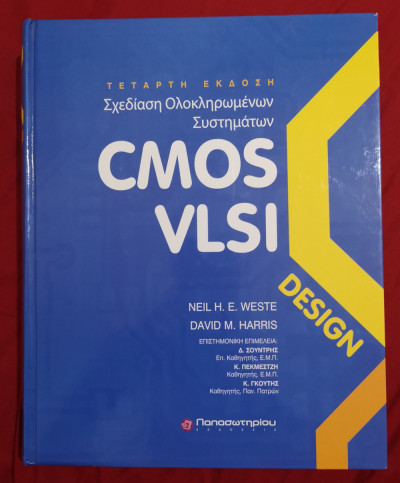 ΤΕΤΑΡΤΗ ΕΚΔΟΣΗ
Σχεδίαση Ολοκληρωμένων
Συστημάτων
CMOS
VLSI
DESIGN
NEIL H. E. WESTE
DAVID M. HARRIS
ΕΠΙΣΤΗΜΟΝΙΚΗ ΕΠΙΜΕΛΕΙΑ:
Δ. ΣΟΥΝΤΡΗΣ
Επ. Καθηγητής, Ε.Μ.Π.
Κ. ΠΕΚΜΕΣΤΖΗ
Καθηγητής, Ε.Μ.Π.
Κ. ΓΚΟΥΤΗΣ
Καθηγητής, Παν. Πατρών
Παπασωτηρίου
ΕΚΔΟΣΕΙΣ